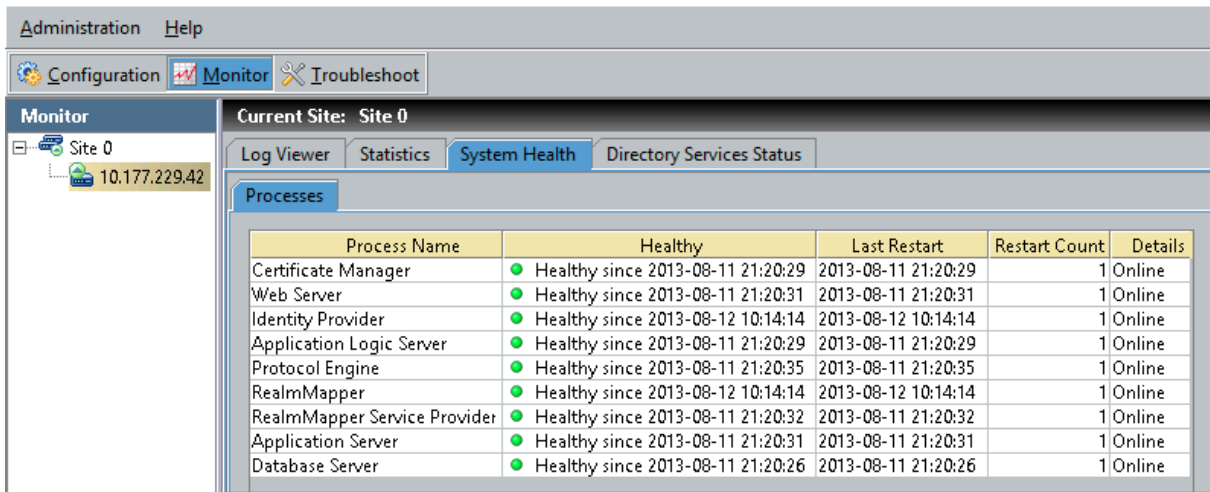 Administration Help
Configuration Monitor Troubleshoot
Monitor
Current Site: Site 0
Site 0
10.177.229.42
Log Viewer Statistics System Health Directory Services Status
Processes
Process Name Healthy Last Restart Restart Count Details
Certificate Manager Healthy since 2013-08-11 21:20:29 2013-08-11 21:20:29 1 Online
Web Server Healthy since 2013-08-11 21:20:31 2013-08-11 21:20:31 1 Online
Identity Provider Healthy since 2013-08-12 10:14:14 2013-08-12 10:14:14 1 Online
Application Logic Server Healthy since 2013-08-11 21:20:29 2013-08-11 21:20:29 1 Online
Protocol Engine Healthy since 2013-08-11 21:20:35 2013-08-11 21:20:35 1 Online
RealmMapper Healthy since 2013-08-12 10:14:14 2013-08-12 10:14:14 1 Online
RealmMapper Service Provider Healthy since 2013-08-11 21:20:32 2013-08-11 21:20:32 1 Online
Application Server Healthy since 2013-08-11 21:20:31 2013-08-11 21:20:31 1 Online
Database Server Healthy since 2013-08-11 21:20:26 2013-08-11 21:20:26 1 Online